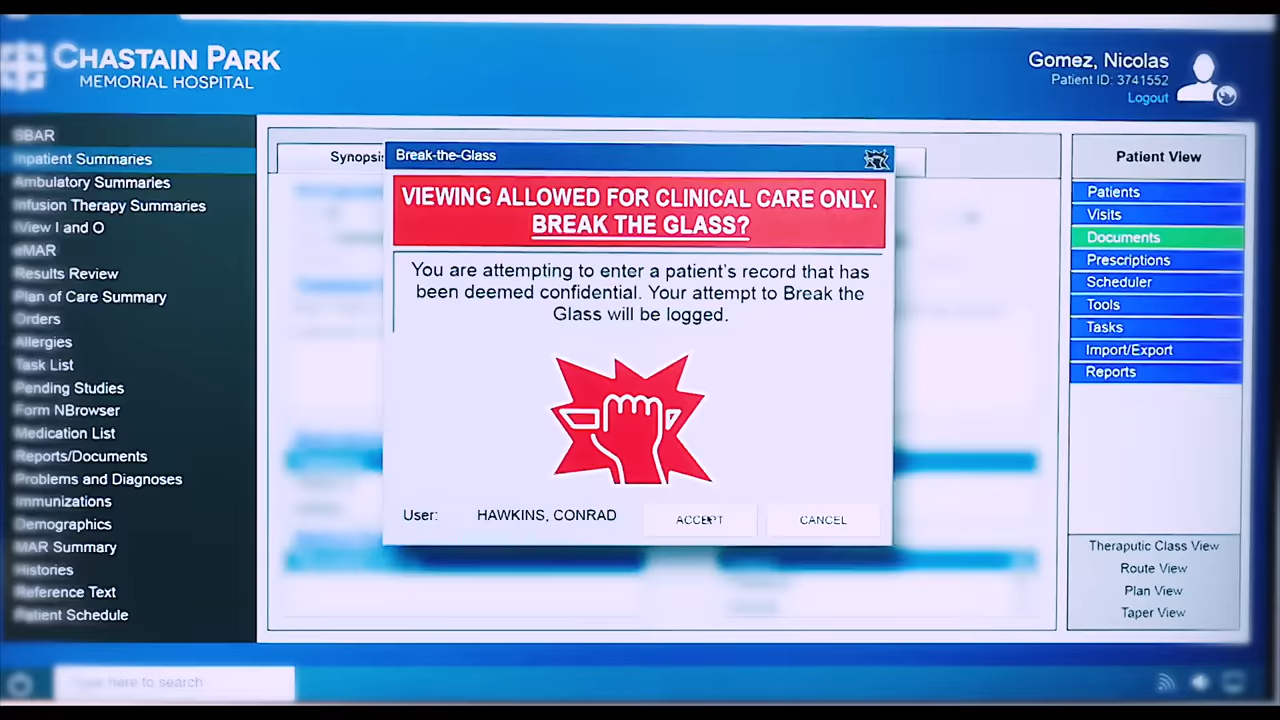 CHASTAIN PARK
MEMORIAL HOSPITAL
Gomez, Nicolas
Patient ID: 3741552
Logout
SBAR
Inpatient Summaries
Ambulatory Summaries
Infusion Therapy Summaries
iView I and O
eMAR
Results Review
Plan of Care Summary
Orders
Allergies
Task List
Pending Studies
Form NBrowser
Medication List
Reports/Documents
Problems and Diagnoses
Immunizations
Demographics
MAR Summary
Histories
Reference Text
Patient Schedule
Synopsis
Break-the-Glass
VIEWING ALLOWED FOR CLINICAL CARE ONLY.
BREAK THE GLASS?
You are attempting to enter a patient's record that has
been deemed confidential. Your attempt to Break the
Glass will be logged.
User: HAWKINS, CONRAD
ACCEPT
CANCEL
Patient View
Patients
Visits
Documents
Prescriptions
Scheduler
Tools
Tasks
Import/Export
Reports
Theraputic Class View
Route View
Plan View
Taper View
Type here to search